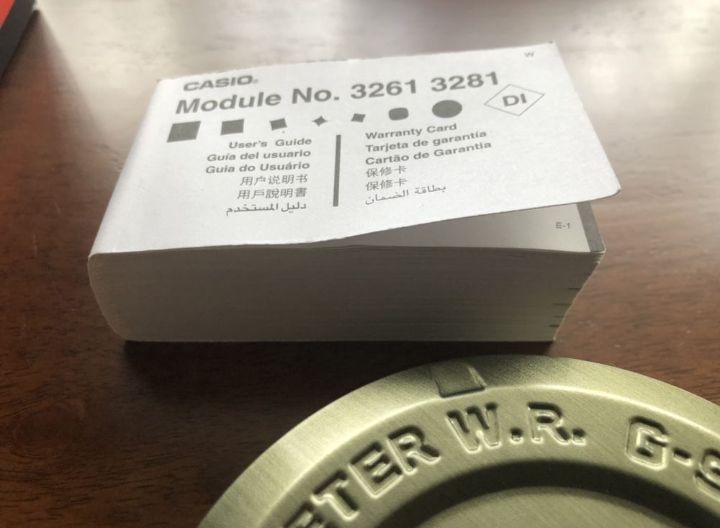 W
CASIO®
Module No. 3261 3281
DI
User's Guide
Guía del usuario
Guia do Usuário
用户说明书
用戶說明書
دليل المستخدم
Warranty Card
Tarjeta de garantía
Cartão de Garantia
保修卡
保修卡
بطاقة الضمان
E-1
ETER W.R. G-S